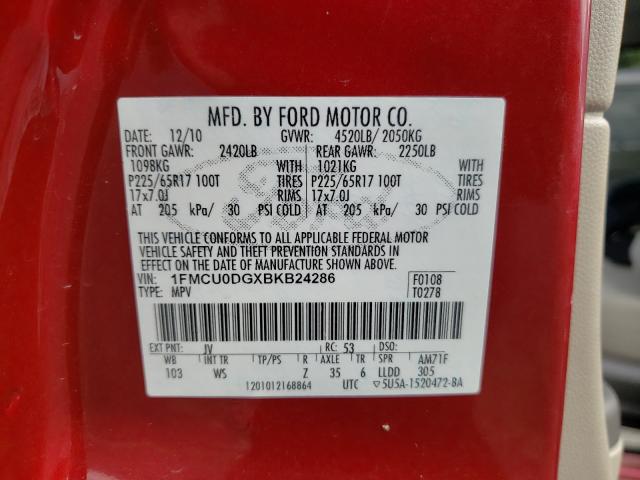 MFD. BY FORD MOTOR CO.
DATE: 12/10 GVWR: 4520LB/ 2050KG
FRONT GAWR: 2420LB REAR GAWR: 2250LB
1098KG WITH 1021KG WITH
P225/65R17 100T TIRES P225/65R17 100T TIRES
17x7.0J RIMS 17x7.0J RIMS
AT 205 kPa/ 30 PSI COLD AT 205 kPa/ 30 PSI COLD
THIS VEHICLE CONFORMS TO ALL APPLICABLE FEDERAL MOTOR
VEHICLE SAFETY AND THEFT PREVENTION STANDARDS IN
EFFECT ON THE DATE OF MANUFACTURE SHOWN ABOVE.
VIN: 1FMCU0DGXBKB24286 F0108
TYPE: MPV T0278
EXT PNT: JV RC: 53 DSO:
WB INT TR TP/PS R AXLE TR SPR AM71F
103 WS Z 35 6 LLDD 305
1201012168864 UTC ▽5U5A-1520472-BA